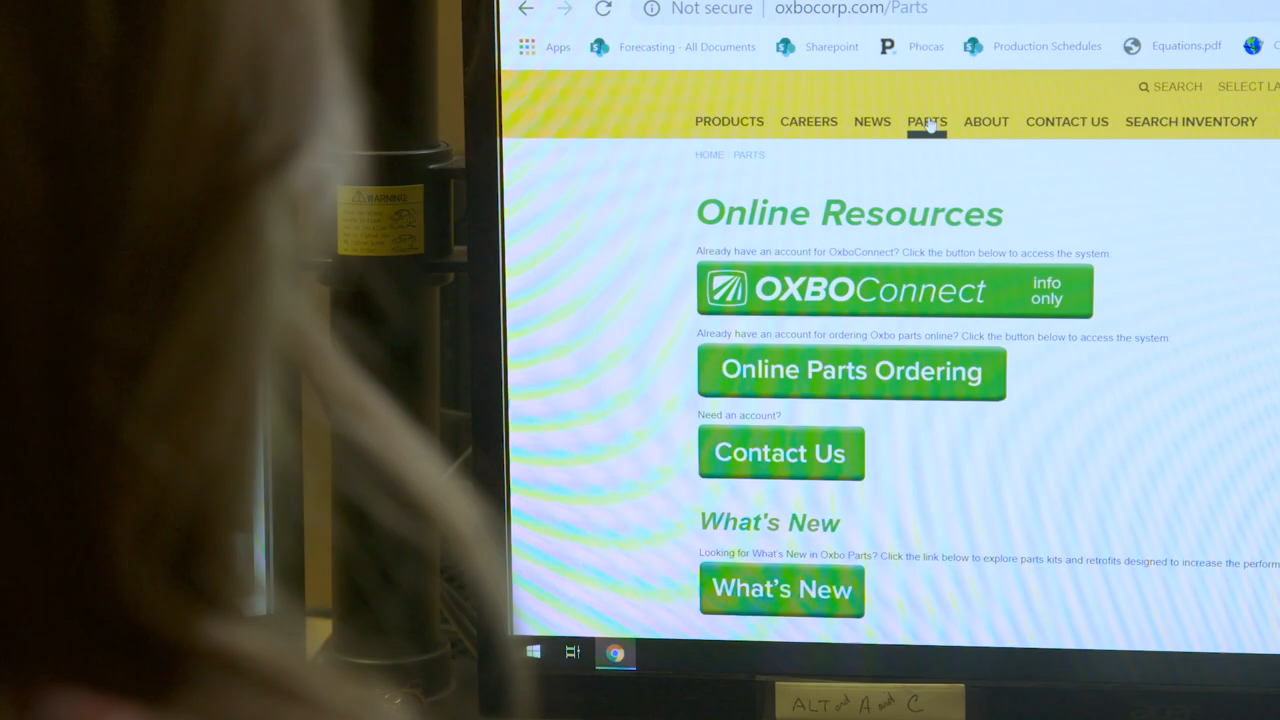 Not secure | oxbocorp.com/Parts
Apps Forecasting - All Documents Sharepoint Phocas Production Schedules Equations.pdf
SEARCH SELECT LA
PRODUCTS CAREERS NEWS PARTS ABOUT CONTACT US SEARCH INVENTORY
HOME PARTS
WARNING
Online Resources
Already have an account for OxboConnect? Click the button below to access the system.
OXBOConnect info only
Already have an account for ordering Oxbo parts online? Click the button below to access the system.
Online Parts Ordering
Need an account?
Contact Us
What's New
Looking for What's New in Oxbo Parts? Click the link below to explore parts kits and retrofits designed to increase the perform
What's New
ALT and A and C